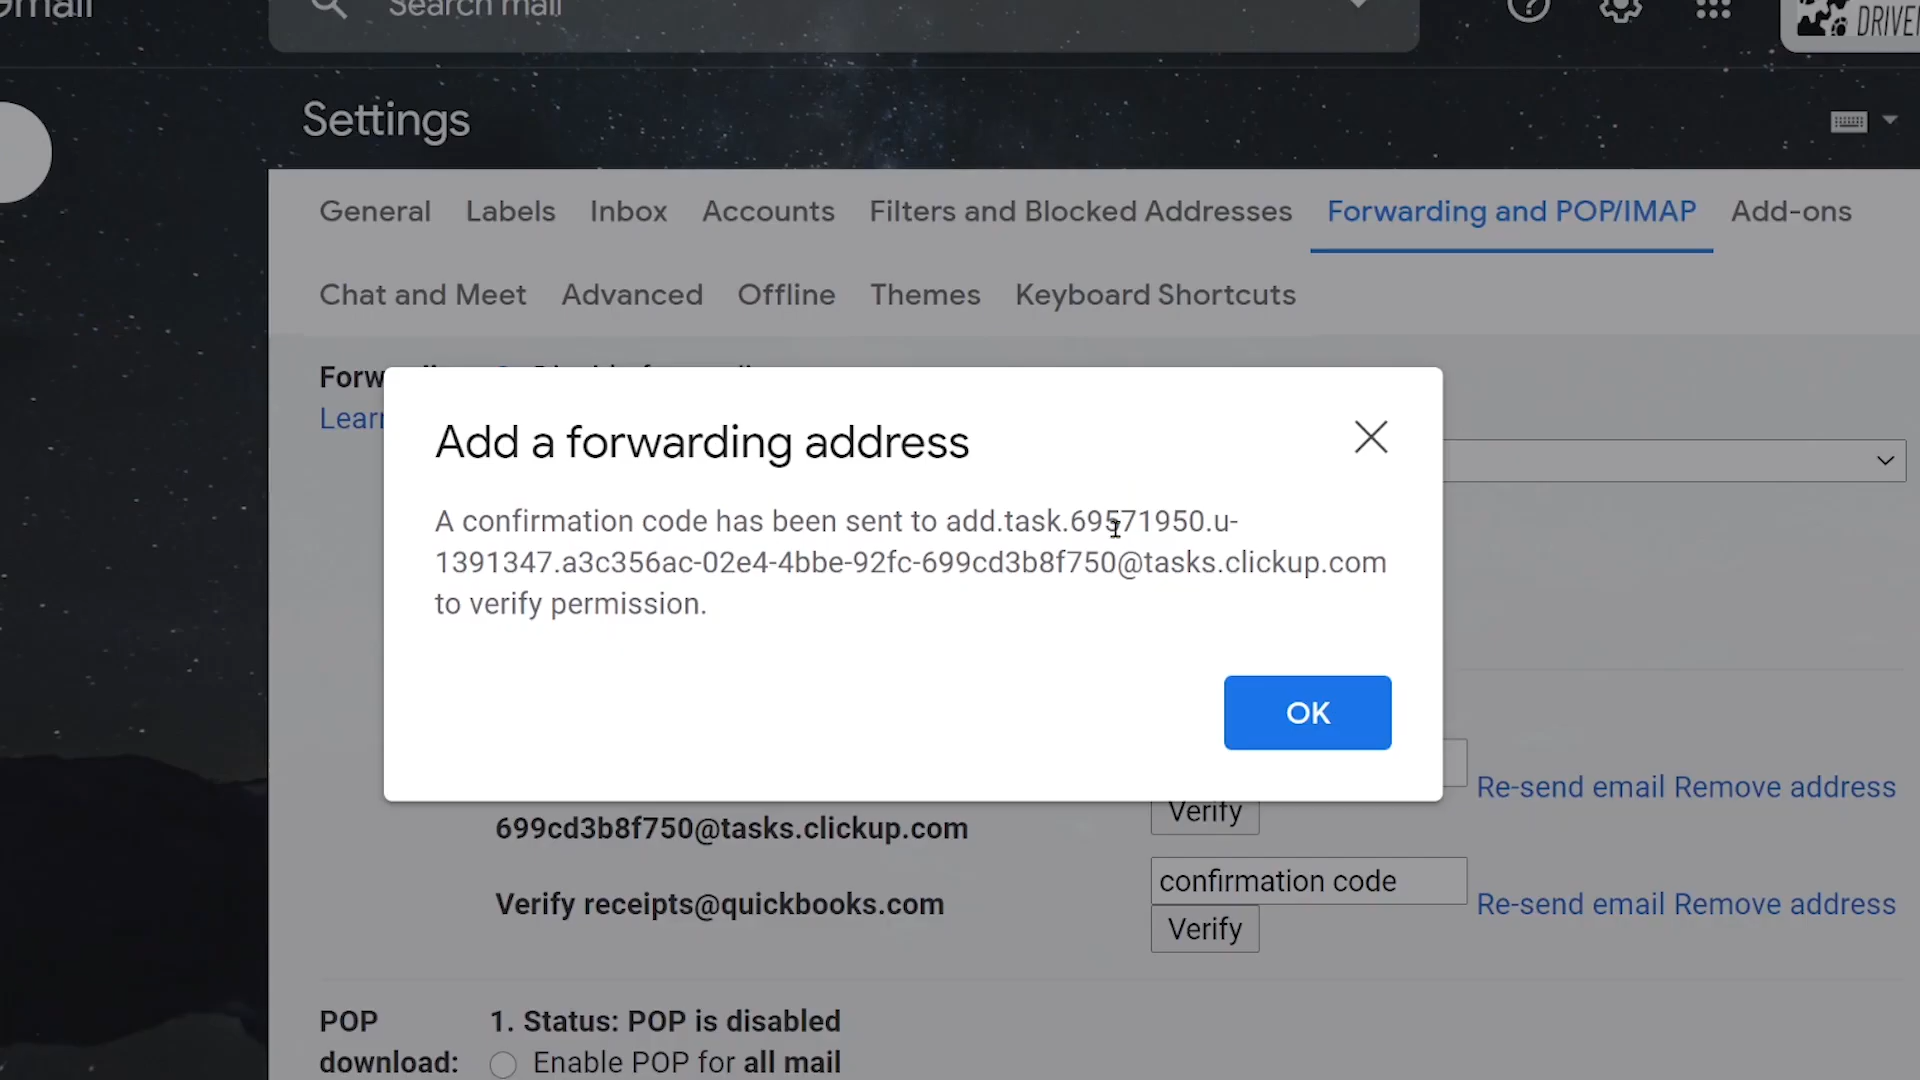 Gmail
Search mail
DRIVEN
Settings
General Labels Inbox Accounts Filters and Blocked Addresses Forwarding and POP/IMAP Add-ons
Chat and Meet Advanced Offline Themes Keyboard Shortcuts
Forw
Learn
Add a forwarding address
A confirmation code has been sent to add.task.69571950.u-
1391347.a3c356ac-02e4-4bbe-92fc-699cd3b8f750@tasks.clickup.com
to verify permission.
OK
Re-send email Remove address
Verify
699cd3b8f750@tasks.clickup.com
Verify receipts@quickbooks.com
confirmation code
Re-send email Remove address
Verify
POP
download:
1. Status: POP is disabled
Enable POP for all mail